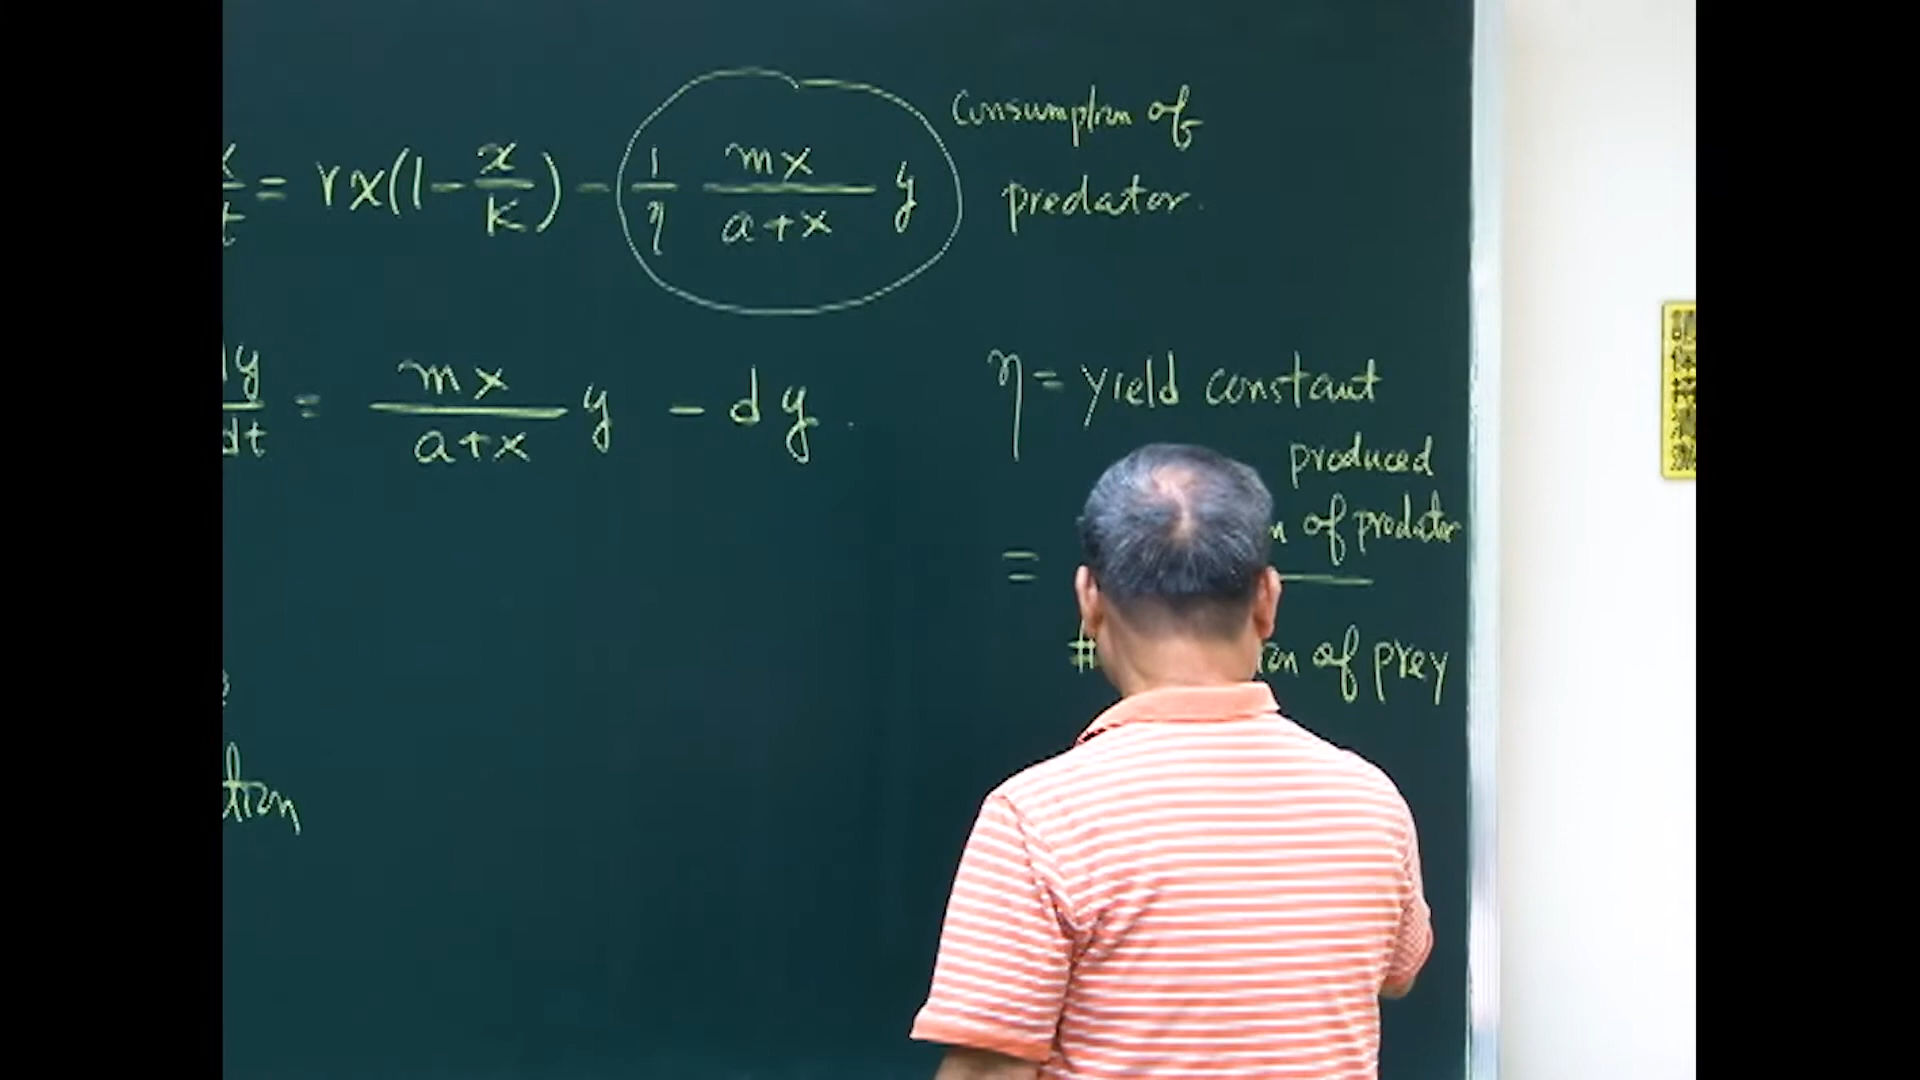 = rx(1 - x/K) - 1/η mx/(a+x) y
Consumption of
predator.
dy/dt = mx/(a+x) y - dy.
η = yield constant
produced
of predator
=
#
of prey